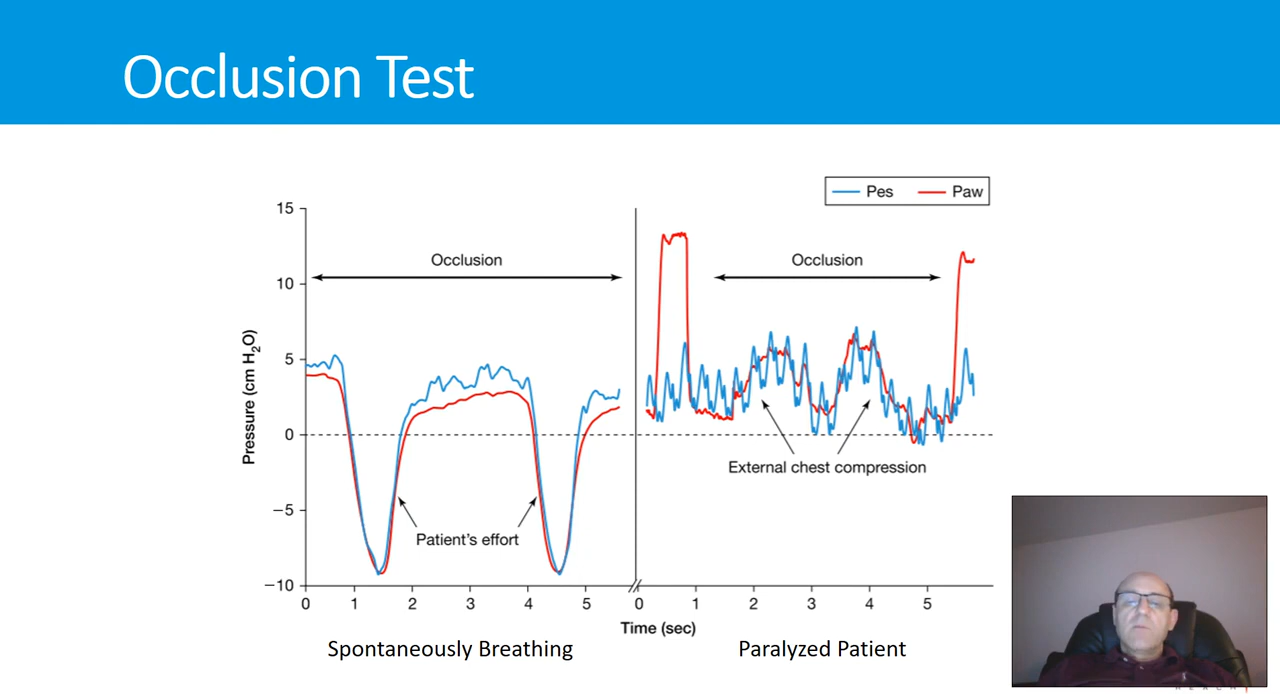 Occlusion Test
Pes Paw
15
10
5
0
−5
−10
Pressure (cm H2O)
Occlusion
Occlusion
External chest compression
Patient's effort
0 1 2 3 4 5 0 1 2 3 4 5
Time (sec)
Spontaneously Breathing
Paralyzed Patient